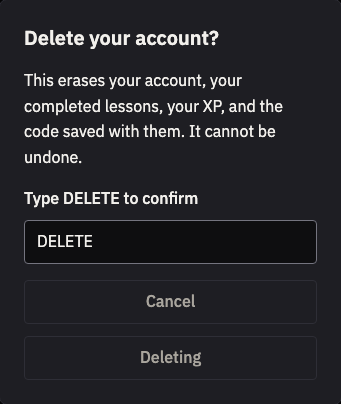 Delete your account?
This erases your account, your
completed lessons, your XP, and the
code saved with them. It cannot be
undone.
Type DELETE to confirm
DELETE
Cancel
Deleting